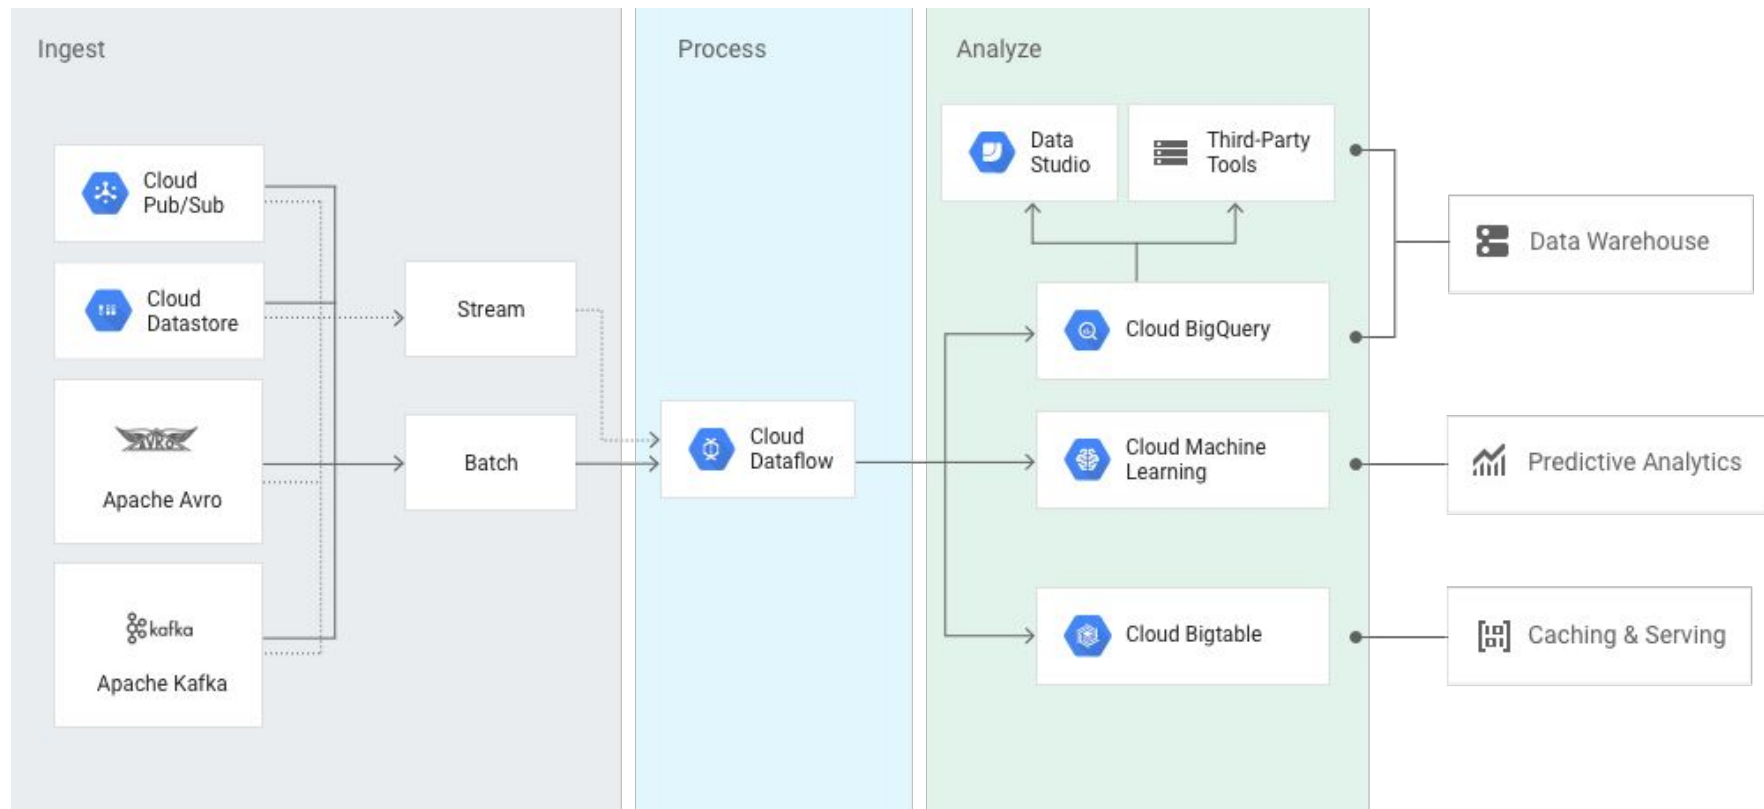 Ingest
Process
Analyze
Cloud
Pub/Sub
Cloud
Datastore
AVRO
Apache Avro
kafka
Apache Kafka
Stream
Batch
Cloud
Dataflow
Data
Studio
Third-Party
Tools
Cloud BigQuery
Cloud Machine
Learning
Cloud Bigtable
Data Warehouse
Predictive Analytics
Caching & Serving